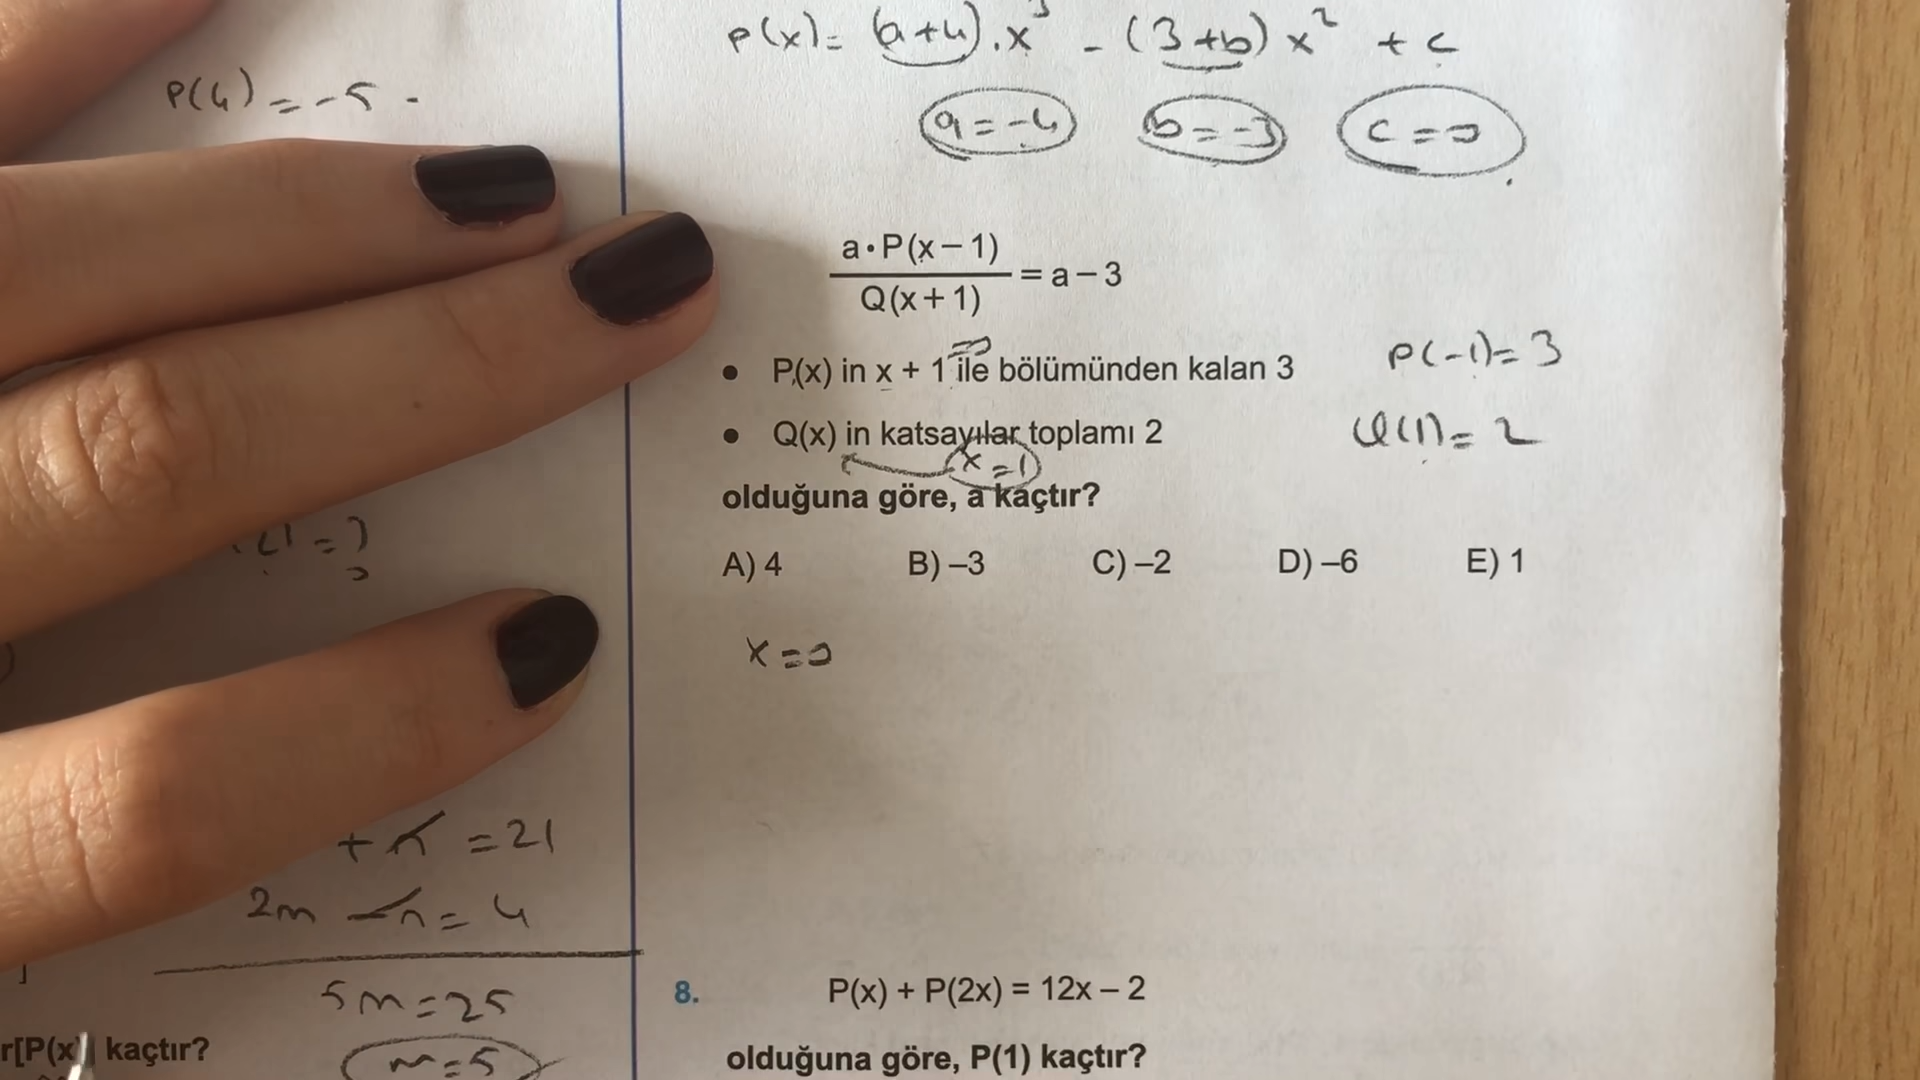 P(4) = -5 .
+ n = 21
2m - n = 4
5m = 25
m = 5
r[P(x)] kaçtır?
P(x) = (a+4).x³ - (3+b)x² + c
a = -4 b = -3 c = 0
a·P(x – 1)
= a – 3
Q(x + 1)
• P(x) in x + 1 ile bölümünden kalan 3 P(-1) = 3
• Q(x) in katsayılar toplamı 2 Q(1) = 2
x = 1
olduğuna göre, a kaçtır?
A) 4 B) –3 C) –2 D) –6 E) 1
x = 0
8. P(x) + P(2x) = 12x – 2
olduğuna göre, P(1) kaçtır?